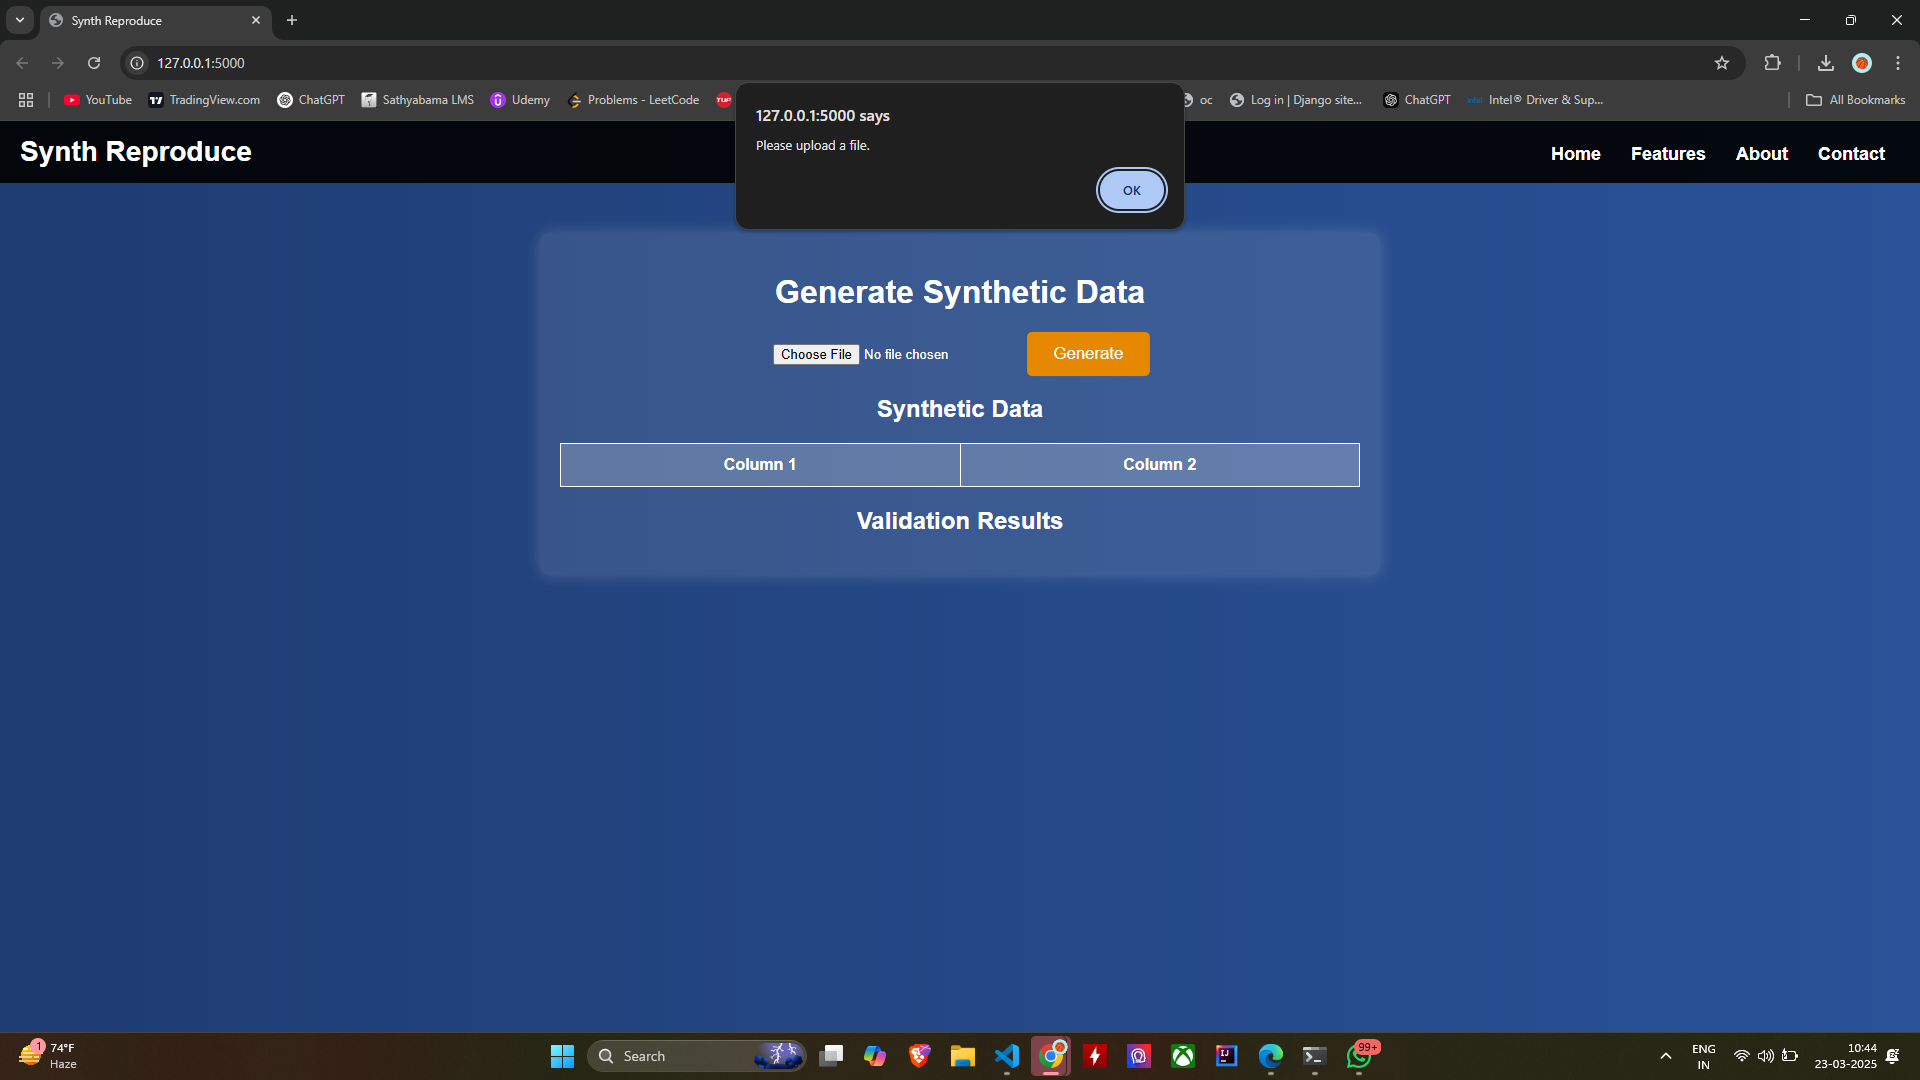 Synth Reproduce
127.0.0.1:5000
YouTube TradingView.com ChatGPT Sathyabama LMS Udemy Problems - LeetCode TUF oc Log in | Django site... ChatGPT intel Intel® Driver & Sup... All Bookmarks
127.0.0.1:5000 says
Please upload a file.
OK
Synth Reproduce
Home Features About Contact
Generate Synthetic Data
Choose File No file chosen Generate
Synthetic Data
Column 1 Column 2
Validation Results
1 74°F
Haze
Search
99+
ENG
IN
10:44
23-03-2025